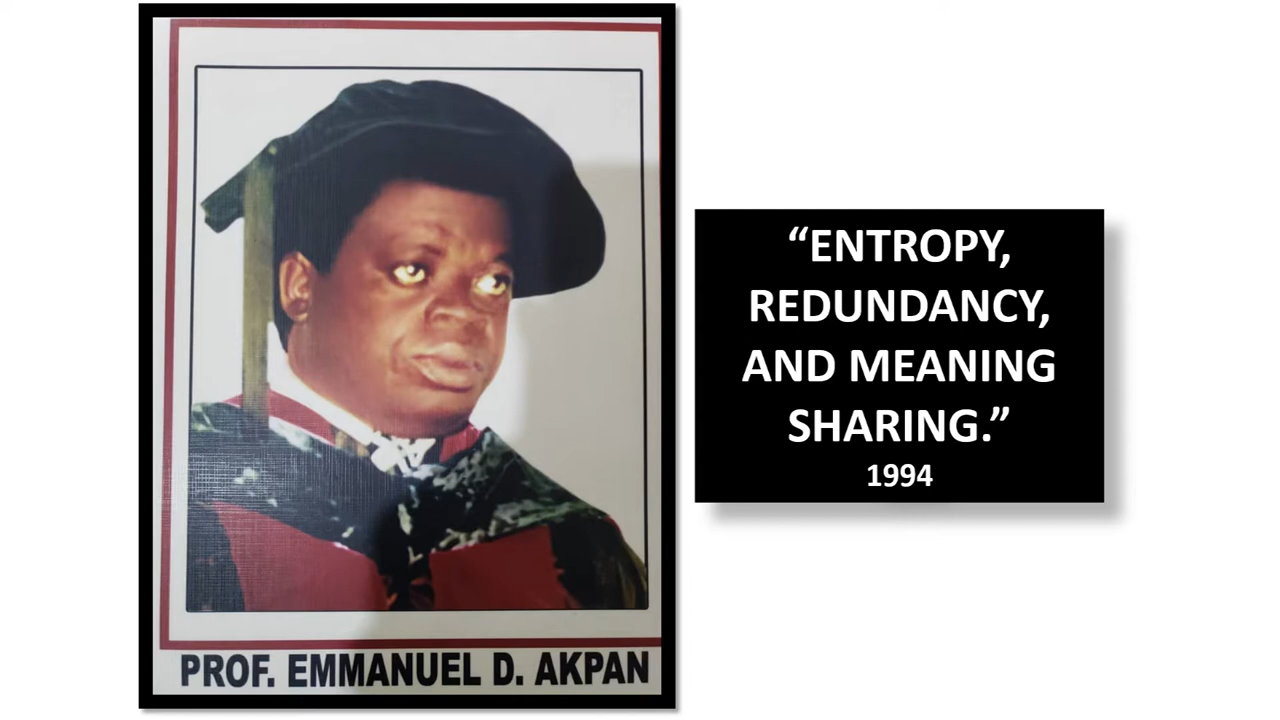 PROF. EMMANUEL D. AKPAN
“ENTROPY,
REDUNDANCY,
AND MEANING
SHARING.”
1994